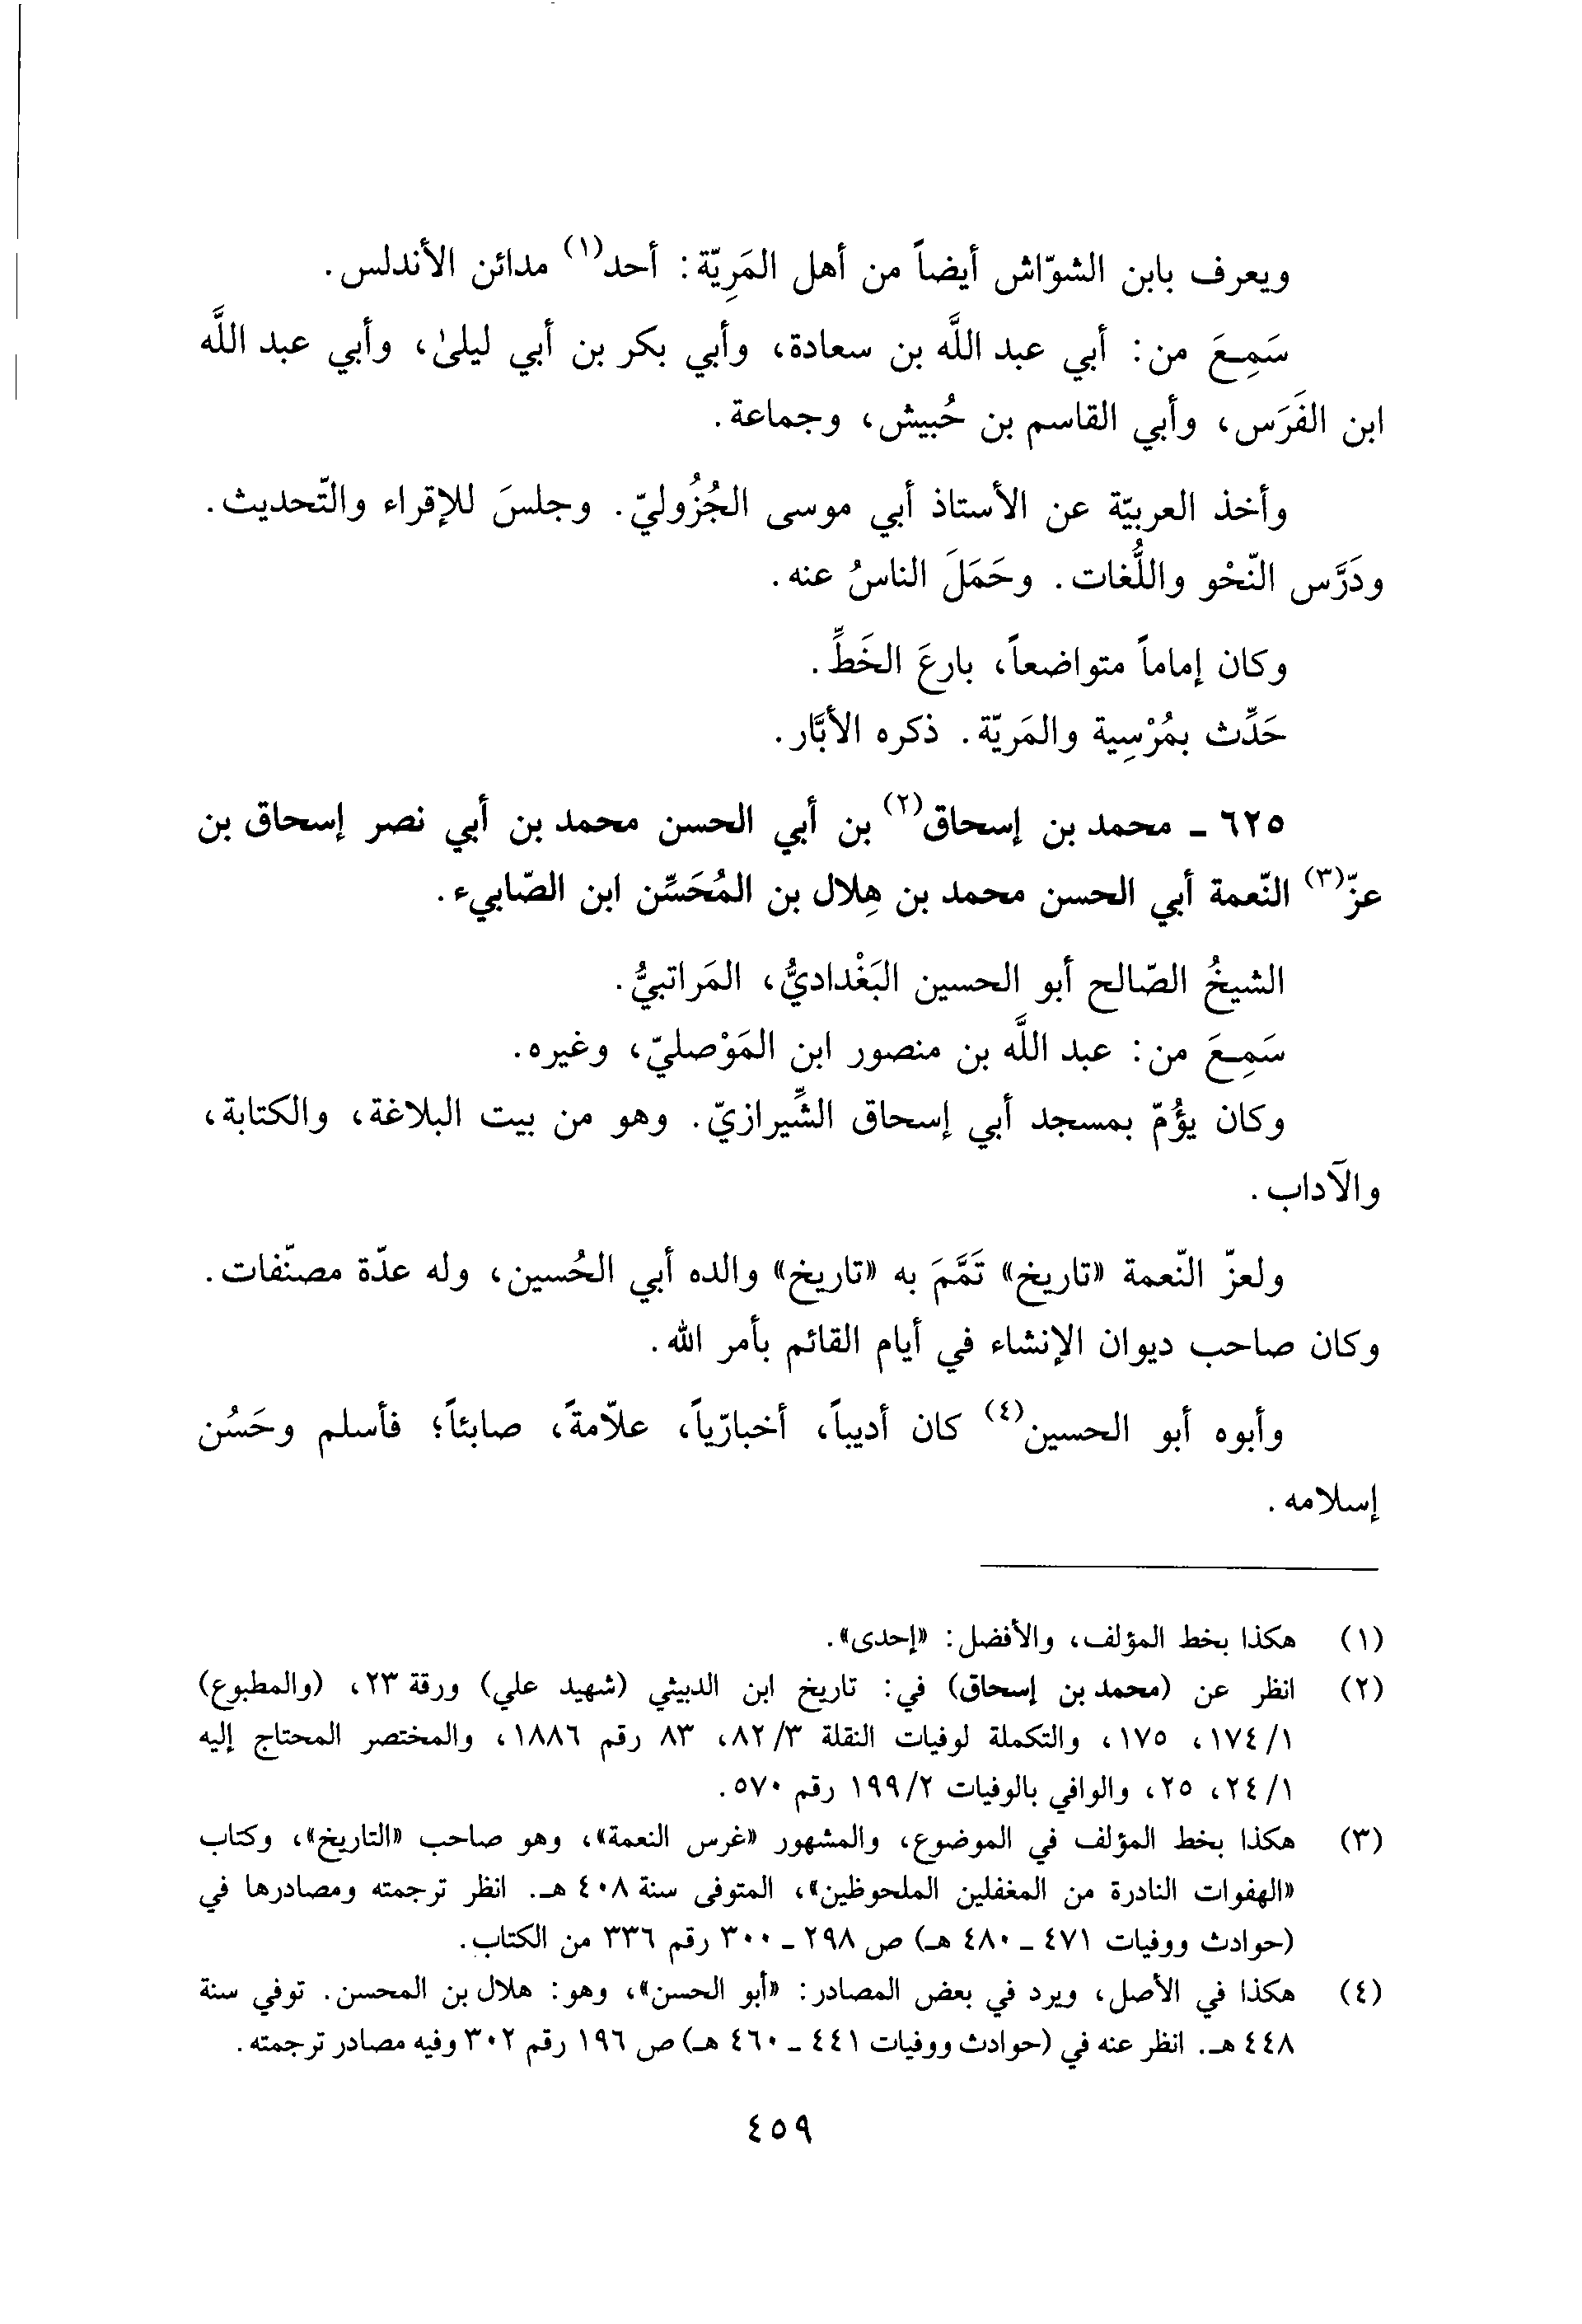 ويعرف بابن الشوّاش أيضاً من أهل المَرِيّة: أحد(١) مدائن الأندلس.
سَمِعَ من: أبي عبد اللَّه بن سعادة، وأبي بكر بن أبي ليلىٰ، وأبي عبد اللَّه
ابن الفَرَس، وأبي القاسم بن حُبيش، وجماعة.
وأخذ العربيّة عن الأستاذ أبي موسى الجُزُوليّ. وجلسَ للإقراء والتّحديث.
ودَرَّس النّحْو واللُّغات. وحَمَلَ الناسُ عنه.
وكان إماماً متواضعاً، بارعَ الخَطِّ.
حَدِّث بمُرْسِية والمَريّة. ذكره الأبَّار.
٦٢٥ ـ محمد بن إسحاق(٢) بن أبي الحسن محمد بن أبي نصر إسحاق بن
عزّ(٣) النّعمة أبي الحسن محمد بن هِلال بن المُحَسِّن ابن الصّابيء.
الشيخُ الصّالح أبو الحسين البَغْداديُّ، المَراتبيُّ.
سَمِعَ من: عبد اللَّه بن منصور ابن المَوْصليّ، وغيره.
وكان يؤُمّ بمسجد أبي إسحاق الشِّيرازيّ. وهو من بيت البلاغة، والكتابة،
والآداب.
ولعزّ النّعمة «تاريخ» تَمَّمَ به «تاريخ» والده أبي الحُسين، وله عدّة مصنّفات.
وكان صاحب ديوان الإنشاء في أيام القائم بأمر الله.
وأبوه أبو الحسين(٤) كان أديباً، أخبارّياً، علاّمةً، صابئاً؛ فأسلم وحَسُن
إسلامه.
(١) هكذا بخط المؤلف، والأفضل: «إحدى».
(٢) انظر عن (محمد بن إسحاق) في: تاريخ ابن الدبيثي (شهيد علي) ورقة ٢٣، (والمطبوع)
١/ ١٧٤، ١٧٥، والتكملة لوفيات النقلة ٣/ ٨٢، ٨٣ رقم ١٨٨٦، والمختصر المحتاج إليه
١/ ٢٤، ٢٥، والوافي بالوفيات ٢/ ١٩٩ رقم ٥٧٠.
(٣) هكذا بخط المؤلف في الموضوع، والمشهور «غرس النعمة»، وهو صاحب «التاريخ»، وكتاب
«الهفوات النادرة من المغفلين الملحوظين»، المتوفى سنة ٤٠٨ هـ. انظر ترجمته ومصادرها في
(حوادث ووفيات ٤٧١ ـ ٤٨٠ هـ) ص ٢٩٨ ـ ٣٠٠ رقم ٣٣٦ من الكتاب.
(٤) هكذا في الأصل، ويرد في بعض المصادر: «أبو الحسن»، وهو: هلال بن المحسن. توفي سنة
٤٤٨ هـ. انظر عنه في (حوادث ووفيات ٤٤١ ـ ٤٦٠ هـ) ص ١٩٦ رقم ٣٠٢ وفيه مصادر ترجمته.
٤٥٩